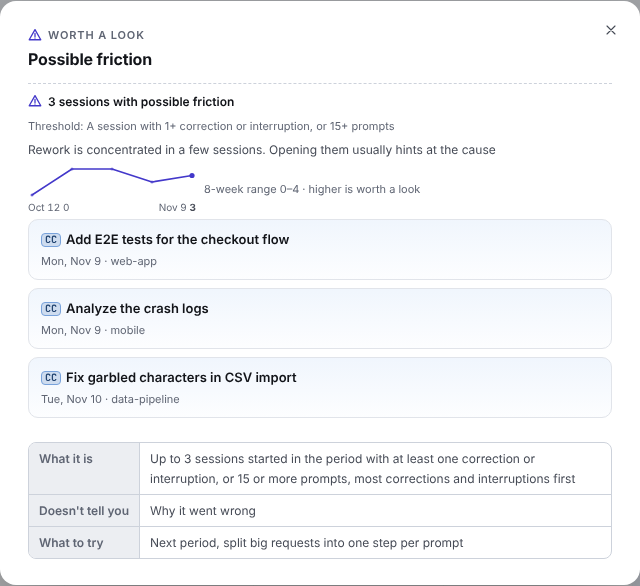 WORTH A LOOK
Possible friction
3 sessions with possible friction
Threshold: A session with 1+ correction or interruption, or 15+ prompts
Rework is concentrated in a few sessions. Opening them usually hints at the cause
8-week range 0–4 · higher is worth a look
Oct 12 0
Nov 9 3
CC Add E2E tests for the checkout flow
Mon, Nov 9 · web-app
CC Analyze the crash logs
Mon, Nov 9 · mobile
CC Fix garbled characters in CSV import
Tue, Nov 10 · data-pipeline
What it is
Up to 3 sessions started in the period with at least one correction or
interruption, or 15 or more prompts, most corrections and interruptions first
Doesn't tell you
Why it went wrong
What to try
Next period, split big requests into one step per prompt